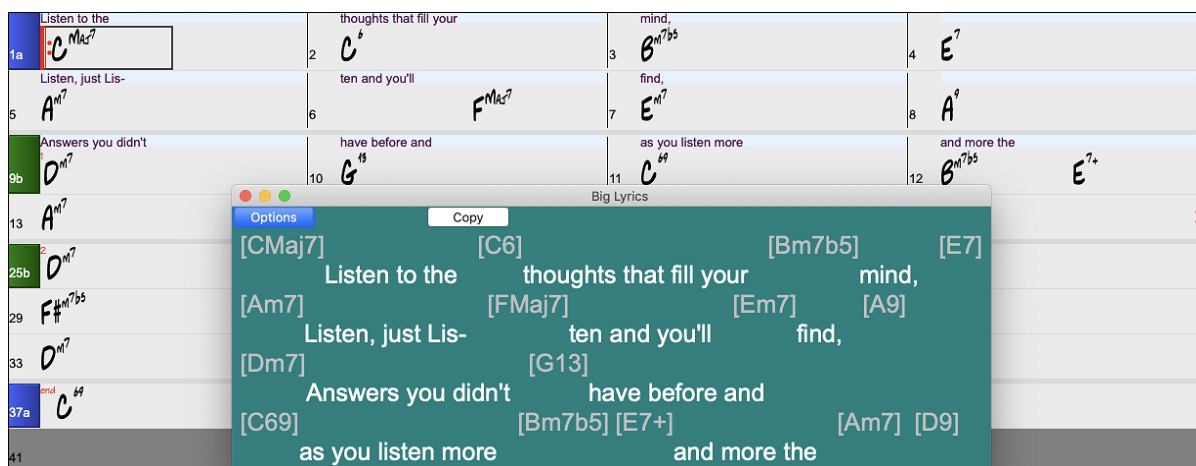 Listen to the thoughts that fill your mind,
1a :C Maj7 2 C6 3 Bm7b5 4 E7
Listen, just Lis- ten and you'll find,
5 Am7 6 FMaj7 7 Em7 8 A9
Answers you didn't have before and as you listen more and more the
9b 1 Dm7 10 G13 11 C69 12 Bm7b5 E7+
13 Am7
25b 2 Dm7
29 F#m7b5
33 Dm7
37a end C69
41
Big Lyrics
Options Copy
[CMaj7] [C6] [Bm7b5] [E7]
Listen to the thoughts that fill your mind,
[Am7] [FMaj7] [Em7] [A9]
Listen, just Lis- ten and you'll find,
[Dm7] [G13]
Answers you didn't have before and
[C69] [Bm7b5] [E7+] [Am7] [D9]
as you listen more and more the